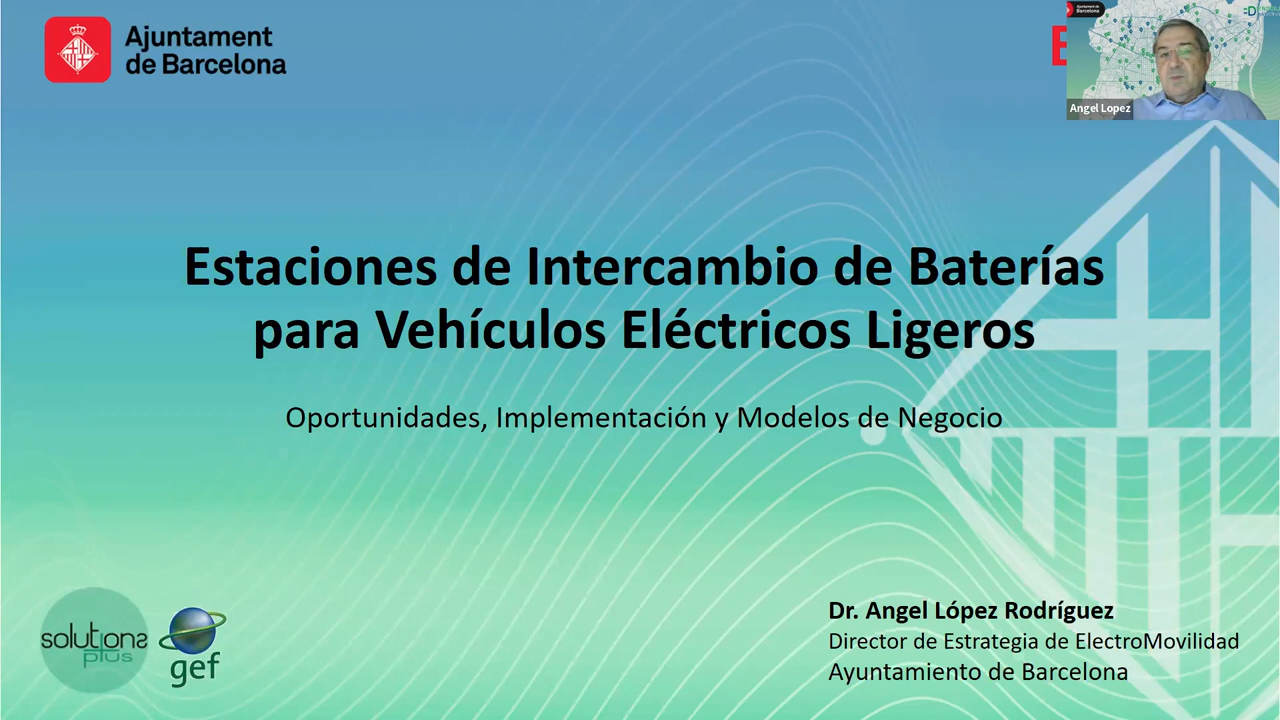 Ajuntament
de Barcelona
Angel Lopez
Estaciones de Intercambio de Baterías
para Vehículos Eléctricos Ligeros
Oportunidades, Implementación y Modelos de Negocio
solutions
plus
gef
Dr. Angel López Rodríguez
Director de Estrategia de ElectroMovilidad
Ayuntamiento de Barcelona